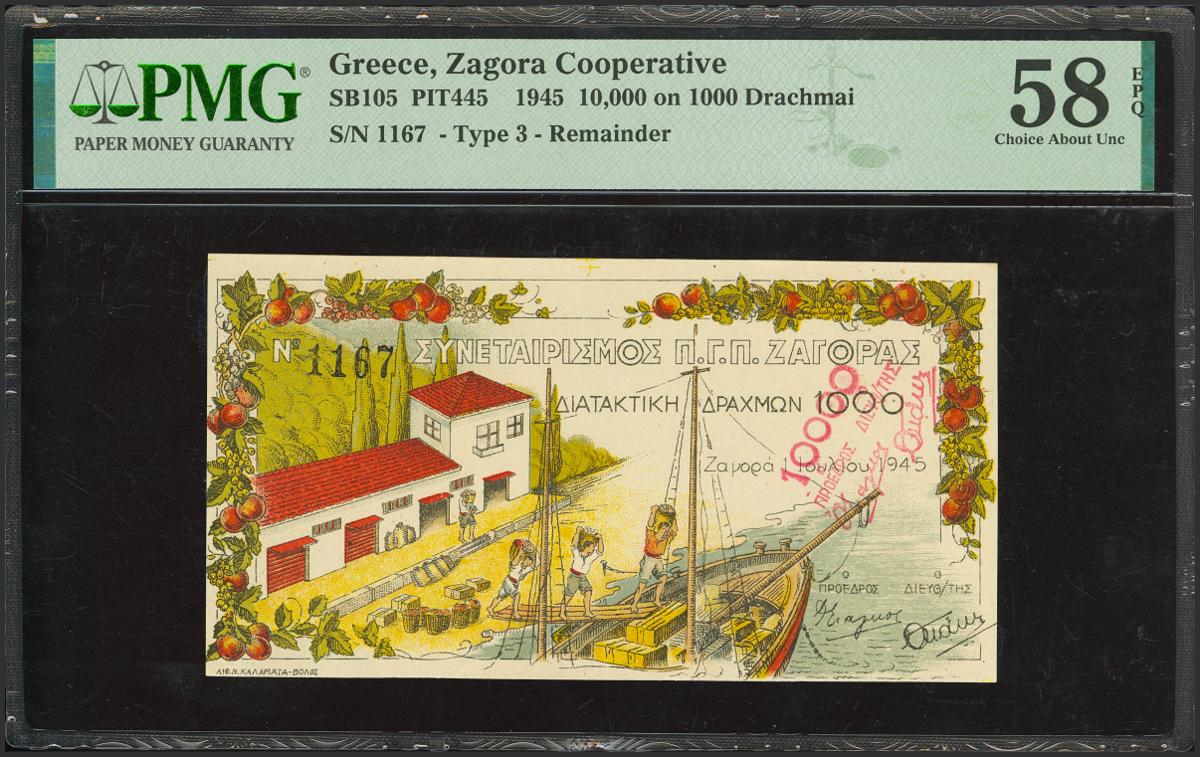 PMG®
PAPER MONEY GUARANTY
Greece, Zagora Cooperative
SB105 PIT445 1945 10,000 on 1000 Drachmai
S/N 1167 - Type 3 - Remainder
58
EPQ
Choice About Unc
Νº 1167 ΣΥΝΕΤΑΙΡΙΣΜΟΣ Π.Γ.Π. ΖΑΓΟΡΑΣ
ΔΙΑΤΑΚΤΙΚΗ ΔΡΑΧΜΩΝ 1000
Ζαγορά 1 Ιουλίου 1945
10000
ΠΡΟΕΔΡΟΣ
Ο ΠΡΟΕΔΡΟΣ
Ο ΔΙΕΥΘ/ΤΗΣ
ΛΙΘ.Ν.ΚΑΛΑΜΑΤΑ-ΒΟΛΟΣ